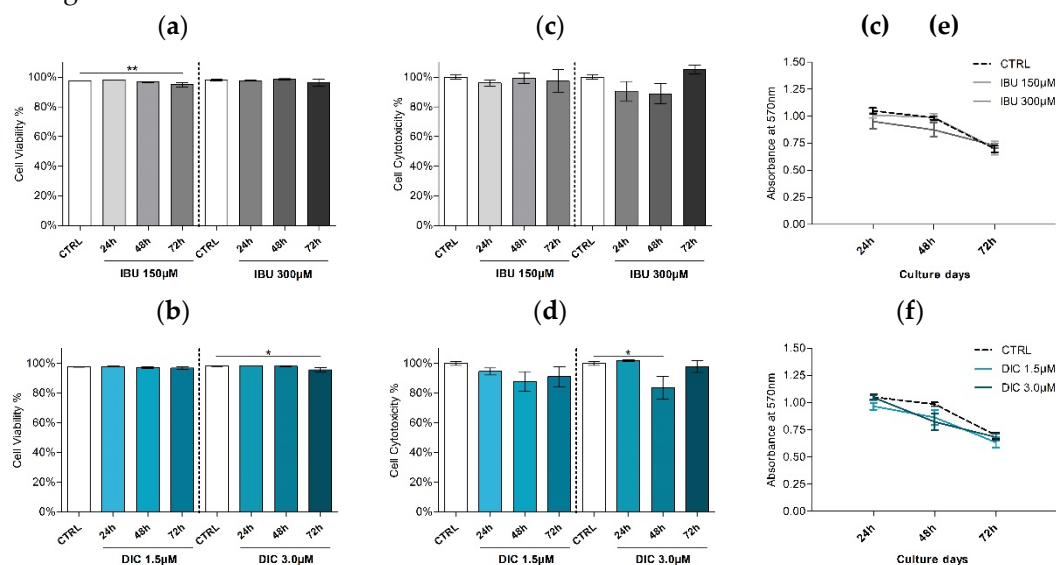 (a)
**
100%
80%
60%
40%
20%
0%
Cell Viability %
CTRL
24h
48h
72h
CTRL
24h
48h
72h
IBU 150µM
IBU 300µM
(c)
100%
80%
60%
40%
20%
0%
Cell Cytotoxicity %
CTRL
24h
48h
72h
CTRL
24h
48h
72h
IBU 150µM
IBU 300µM
(c) (e)
1.50
1.25
1.00
0.75
0.50
0.25
0.00
Absorbance at 570nm
CTRL
IBU 150µM
IBU 300µM
24h
48h
72h
Culture days
(b)
*
100%
80%
60%
40%
20%
0%
Cell Viability %
CTRL
24h
48h
72h
CTRL
24h
48h
72h
DIC 1.5µM
DIC 3.0µM
(d)
*
100%
80%
60%
40%
20%
0%
Cell Cytotoxicity %
CTRL
24h
48h
72h
CTRL
24h
48h
72h
DIC 1.5µM
DIC 3.0µM
(f)
1.50
1.25
1.00
0.75
0.50
0.25
0.00
Absorbance at 570nm
CTRL
DIC 1.5µM
DIC 3.0µM
24h
48h
72h
Culture days